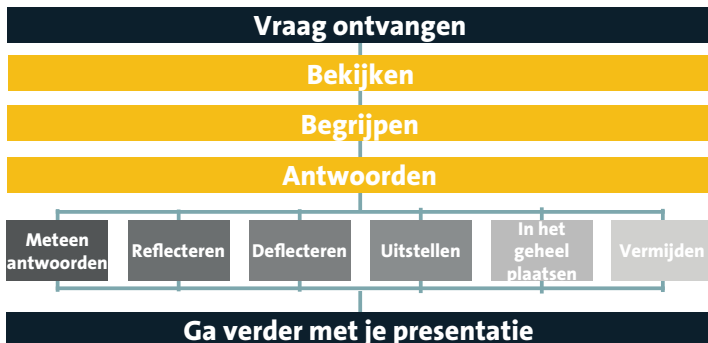 Vraag ontvangen
Bekijken
Begrijpen
Antwoorden
Meteen
antwoorden
Reflecteren
Deflecteren
Uitstellen
In het
geheel
plaatsen
Vermijden
Ga verder met je presentatie